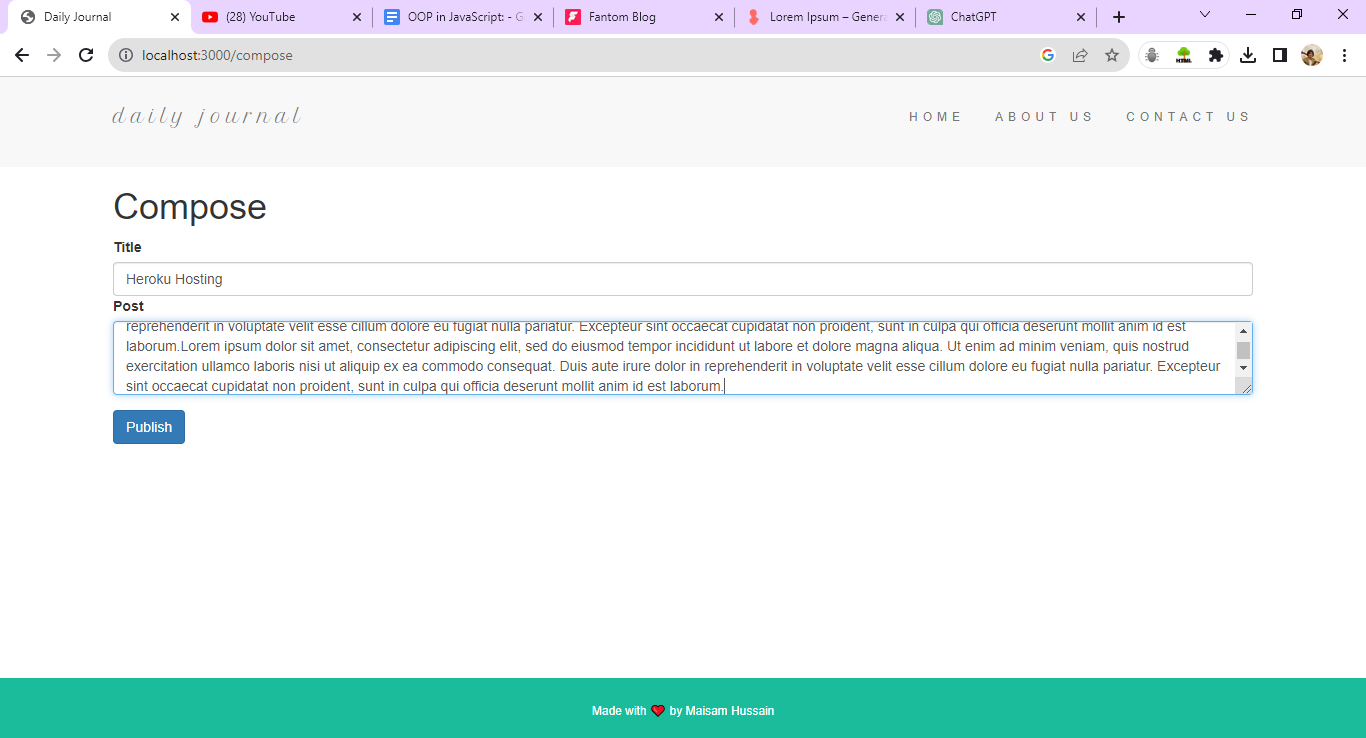 Daily Journal
(28) YouTube
OOP in JavaScript: - G
Fantom Blog
Lorem Ipsum – Genera
ChatGPT
localhost:3000/compose
HTML
daily journal
HOME
ABOUT US
CONTACT US
Compose
Title
Heroku Hosting
Post
reprehenderit in voluptate velit esse cillum dolore eu fugiat nulla pariatur. Excepteur sint occaecat cupidatat non proident, sunt in culpa qui officia deserunt mollit anim id est
laborum.Lorem ipsum dolor sit amet, consectetur adipiscing elit, sed do eiusmod tempor incididunt ut labore et dolore magna aliqua. Ut enim ad minim veniam, quis nostrud
exercitation ullamco laboris nisi ut aliquip ex ea commodo consequat. Duis aute irure dolor in reprehenderit in voluptate velit esse cillum dolore eu fugiat nulla pariatur. Excepteur
sint occaecat cupidatat non proident, sunt in culpa qui officia deserunt mollit anim id est laborum.
Publish
Made with ❤ by Maisam Hussain